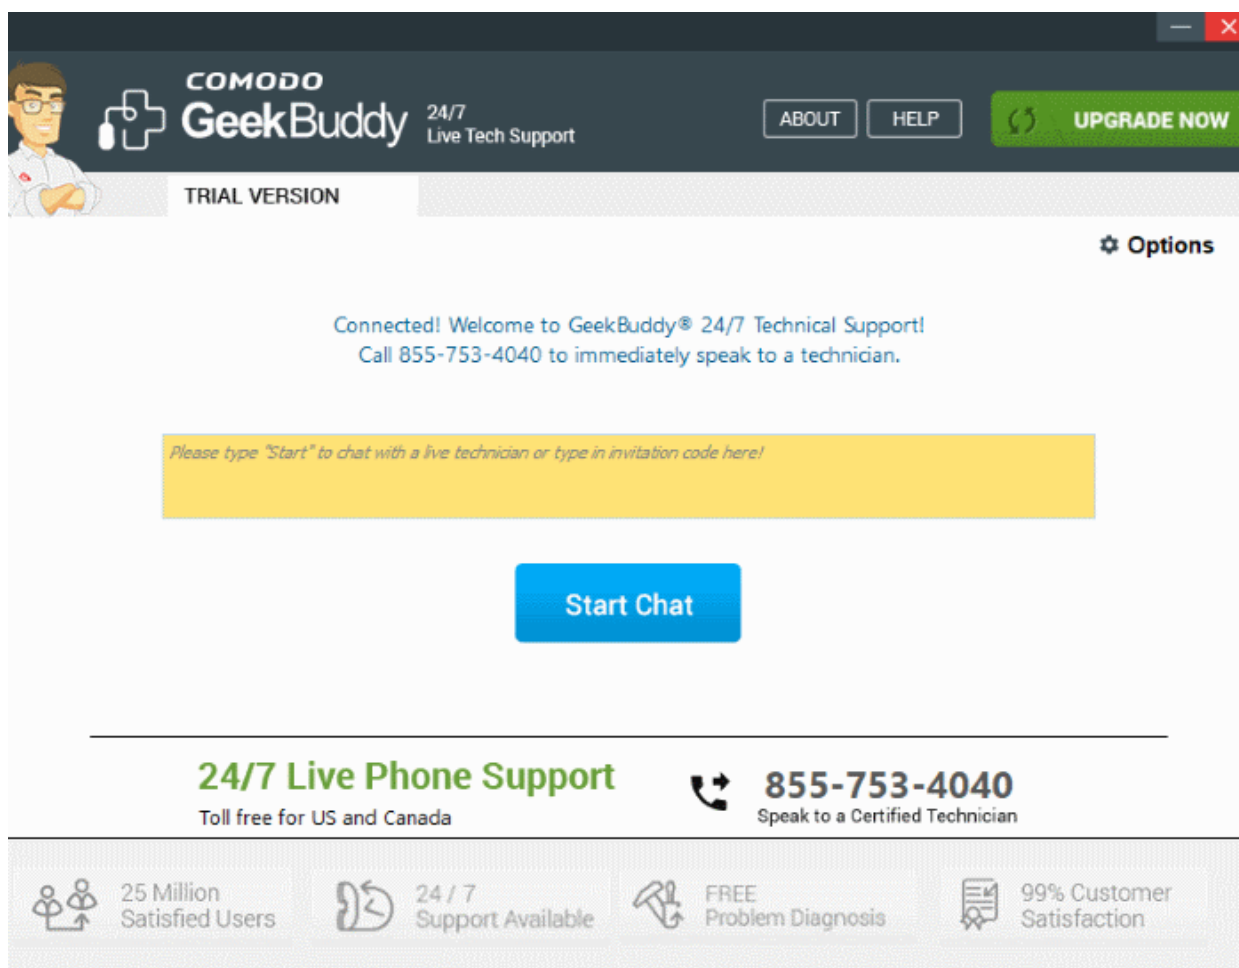 COMODO
GeekBuddy
24/7
Live Tech Support
ABOUT
HELP
UPGRADE NOW
TRIAL VERSION
Options
Connected! Welcome to GeekBuddy® 24/7 Technical Support!
Call 855-753-4040 to immediately speak to a technician.
Please type "Start" to chat with a live technician or type in invitation code here!
Start Chat
24/7 Live Phone Support
Toll free for US and Canada
855-753-4040
Speak to a Certified Technician
25 Million
Satisfied Users
24 / 7
Support Available
FREE
Problem Diagnosis
99% Customer
Satisfaction